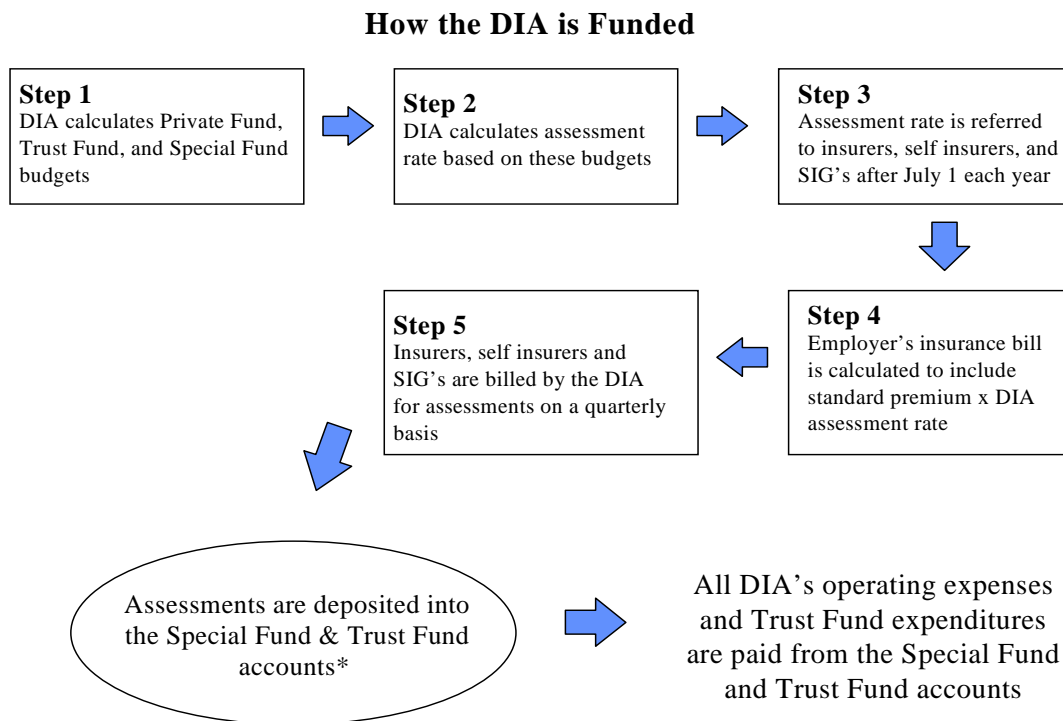 How the DIA is Funded
Step 1
DIA calculates Private Fund,
Trust Fund, and Special Fund
budgets
Step 2
DIA calculates assessment
rate based on these budgets
Step 3
Assessment rate is referred
to insurers, self insurers, and
SIG's after July 1 each year
Step 4
Employer's insurance bill
is calculated to include
standard premium x DIA
assessment rate
Step 5
Insurers, self insurers and
SIG's are billed by the DIA
for assessments on a quarterly
basis
Assessments are deposited into
the Special Fund & Trust Fund
accounts*
All DIA's operating expenses
and Trust Fund expenditures
are paid from the Special Fund
and Trust Fund accounts